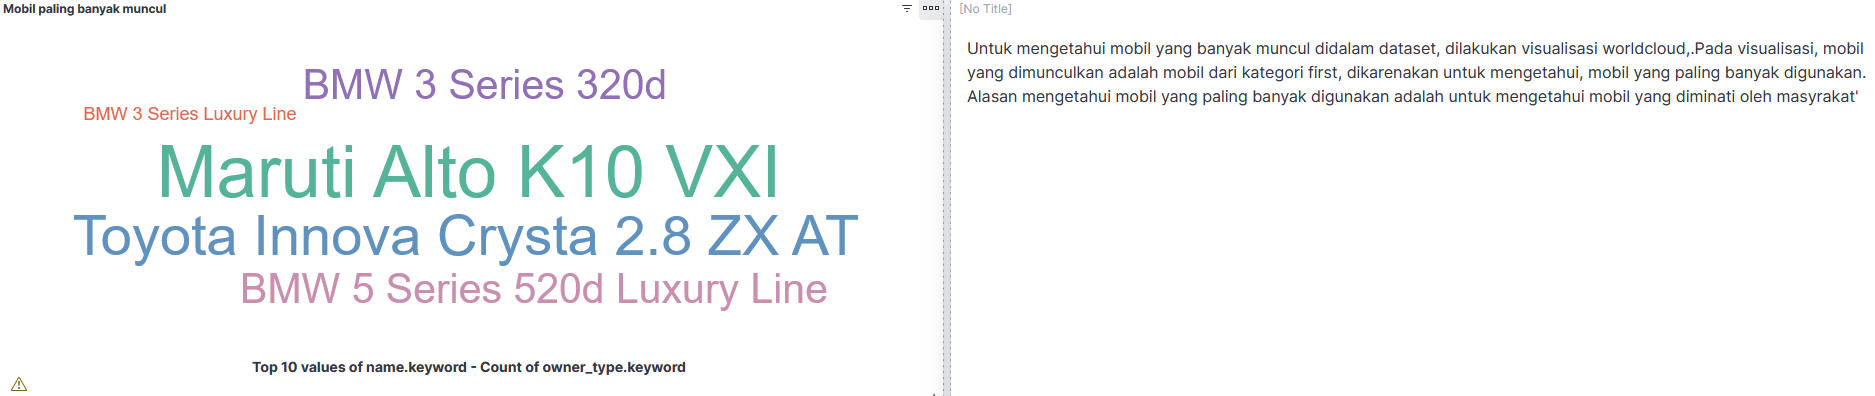 Mobil paling banyak muncul
BMW 3 Series 320d
BMW 3 Series Luxury Line
Maruti Alto K10 VXI
Toyota Innova Crysta 2.8 ZX AT
BMW 5 Series 520d Luxury Line
Top 10 values of name.keyword - Count of owner_type.keyword
[No Title]
Untuk mengetahui mobil yang banyak muncul didalam dataset, dilakukan visualisasi worldcloud,.Pada visualisasi, mobil
yang dimunculkan adalah mobil dari kategori first, dikarenakan untuk mengetahui, mobil yang paling banyak digunakan.
Alasan mengetahui mobil yang paling banyak digunakan adalah untuk mengetahui mobil yang diminati oleh masyrakat'